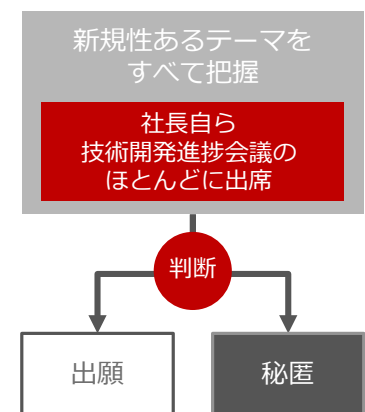 新規性あるテーマを
すべて把握
社長自ら
技術開発進捗会議の
ほとんどに出席
判断
出願
秘匿